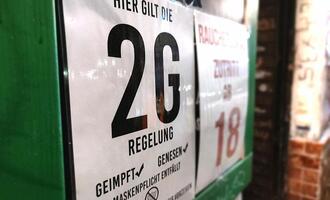 HIER GILT DIE
2G
REGELUNG
GEIMPFT✓ GENESEN✓
MASKENPFLICHT ENTFÄLLT
ZUTRITT
AB
18